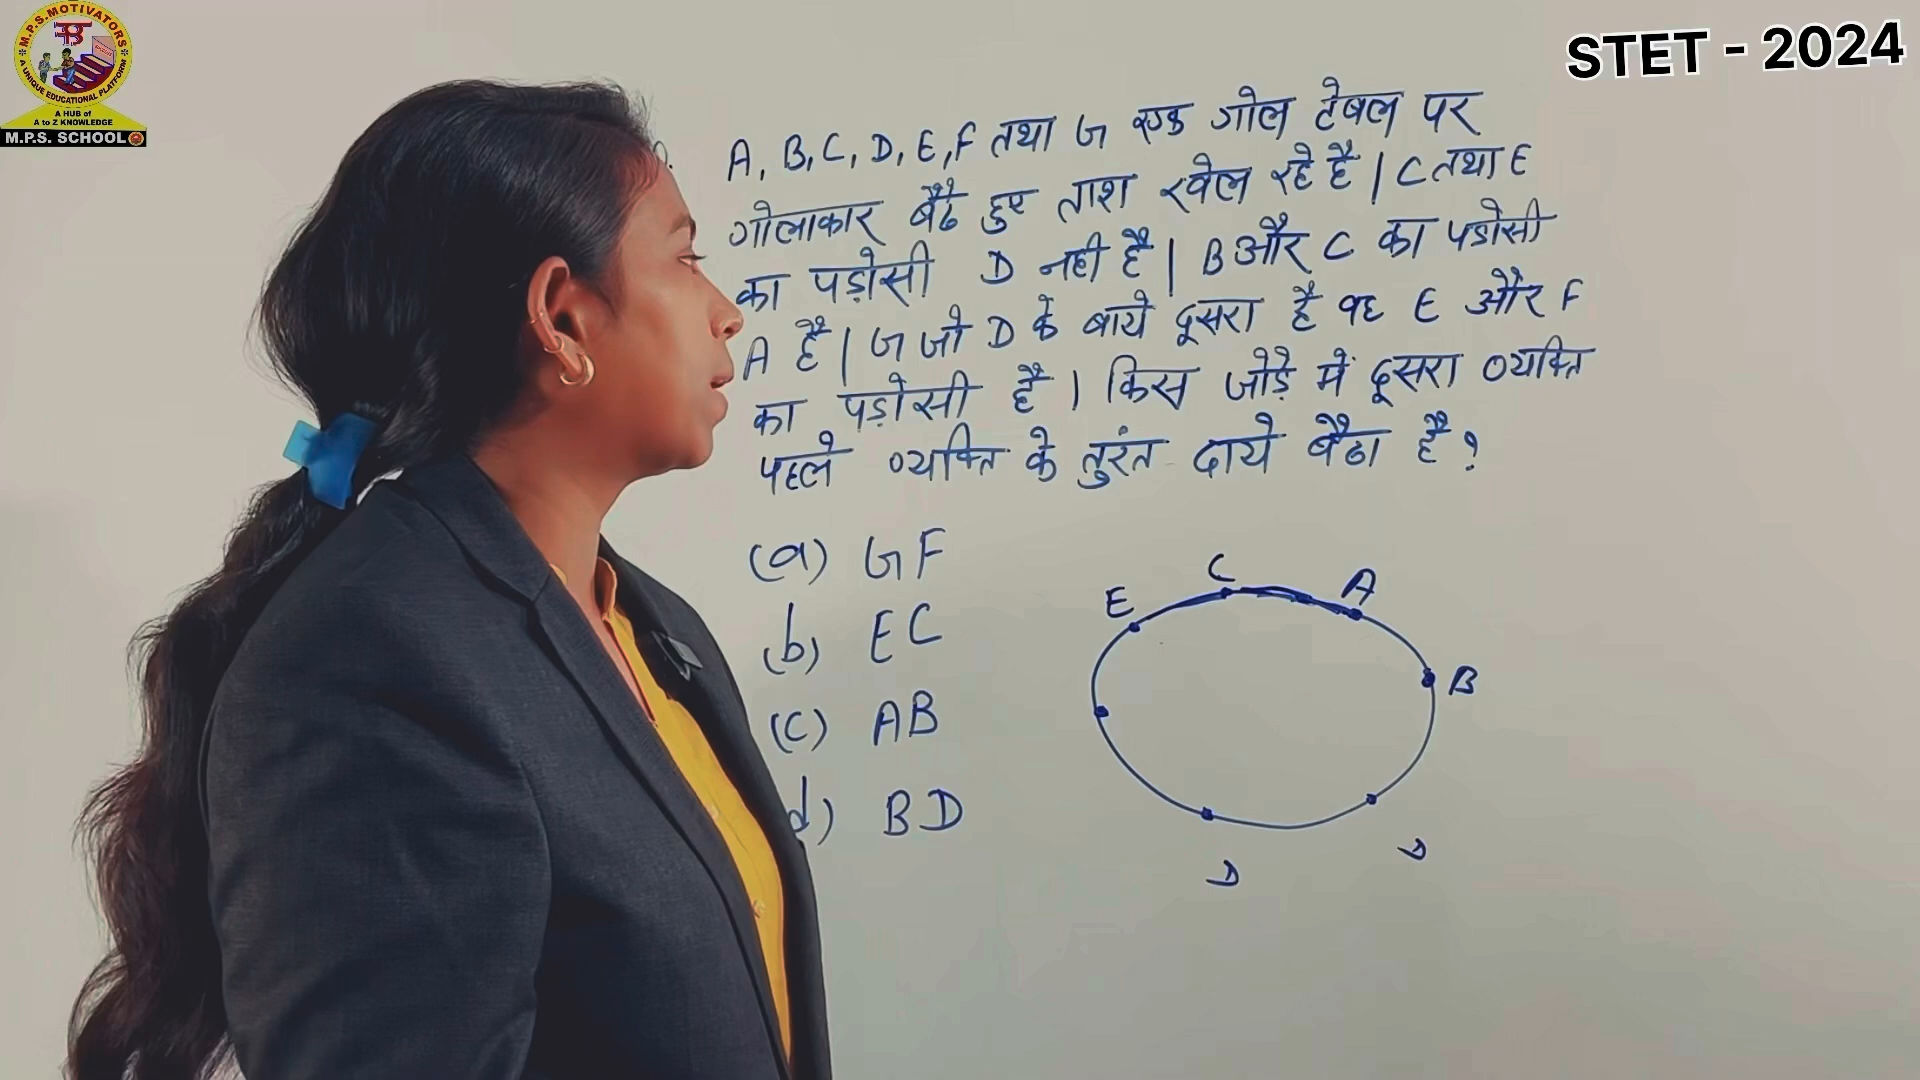 M.P.S.MOTIVATORS
A UNIQUE EDUCATIONAL PLATFORM
A HUB of
A to Z KNOWLEDGE
M.P.S. SCHOOL
STET - 2024
A, B, C, D, E, F तथा G एक गोल टेबल पर
गोलाकार बैठे हुए ताश खेल रहे हैं | C तथा E
का पड़ोसी D नही है | B और C का पडोसी
A है | G जो D के बाये दूसरा है वह E और F
का पड़ोसी है । किस जोड़े में दूसरा व्यक्ति
पहले व्यक्ति के तुरंत दाये बैठा है ?
(a) GF
(b) EC
(c) AB
d) BD
E C A
B
D
D